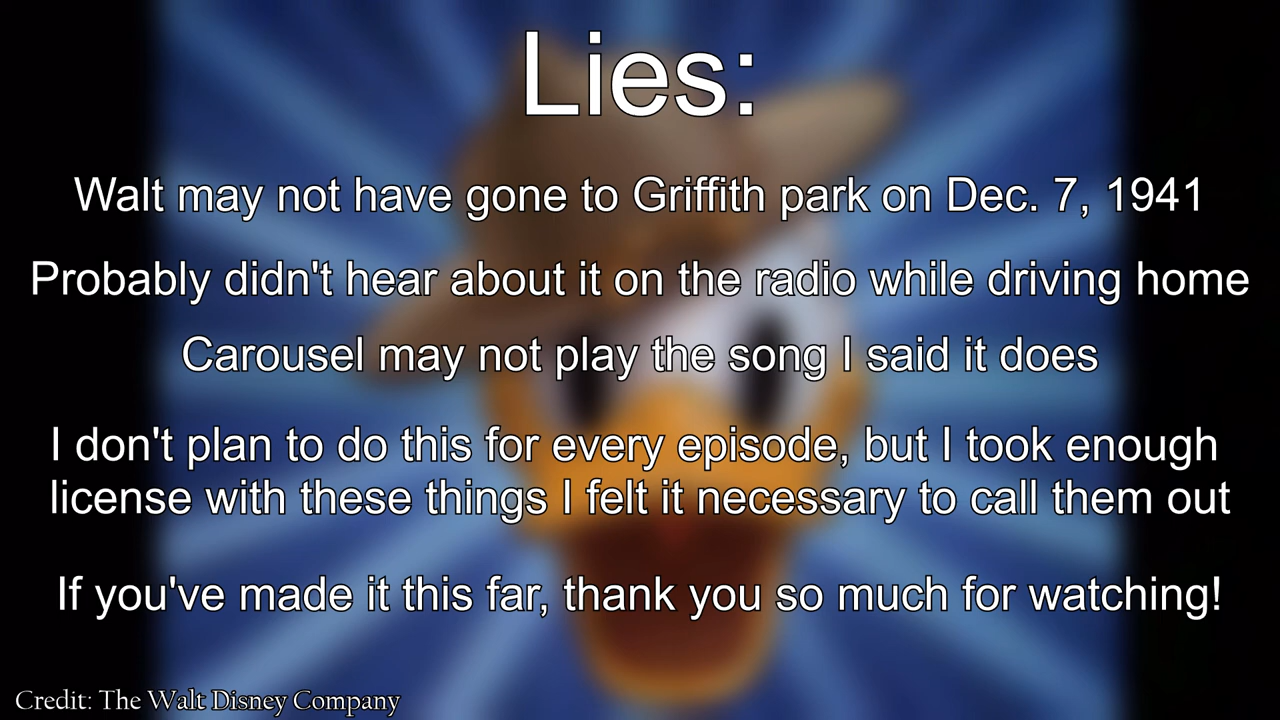 Lies:
Walt may not have gone to Griffith park on Dec. 7, 1941
Probably didn't hear about it on the radio while driving home
Carousel may not play the song I said it does
I don't plan to do this for every episode, but I took enough
license with these things I felt it necessary to call them out
If you've made it this far, thank you so much for watching!
Credit: The Walt Disney Company